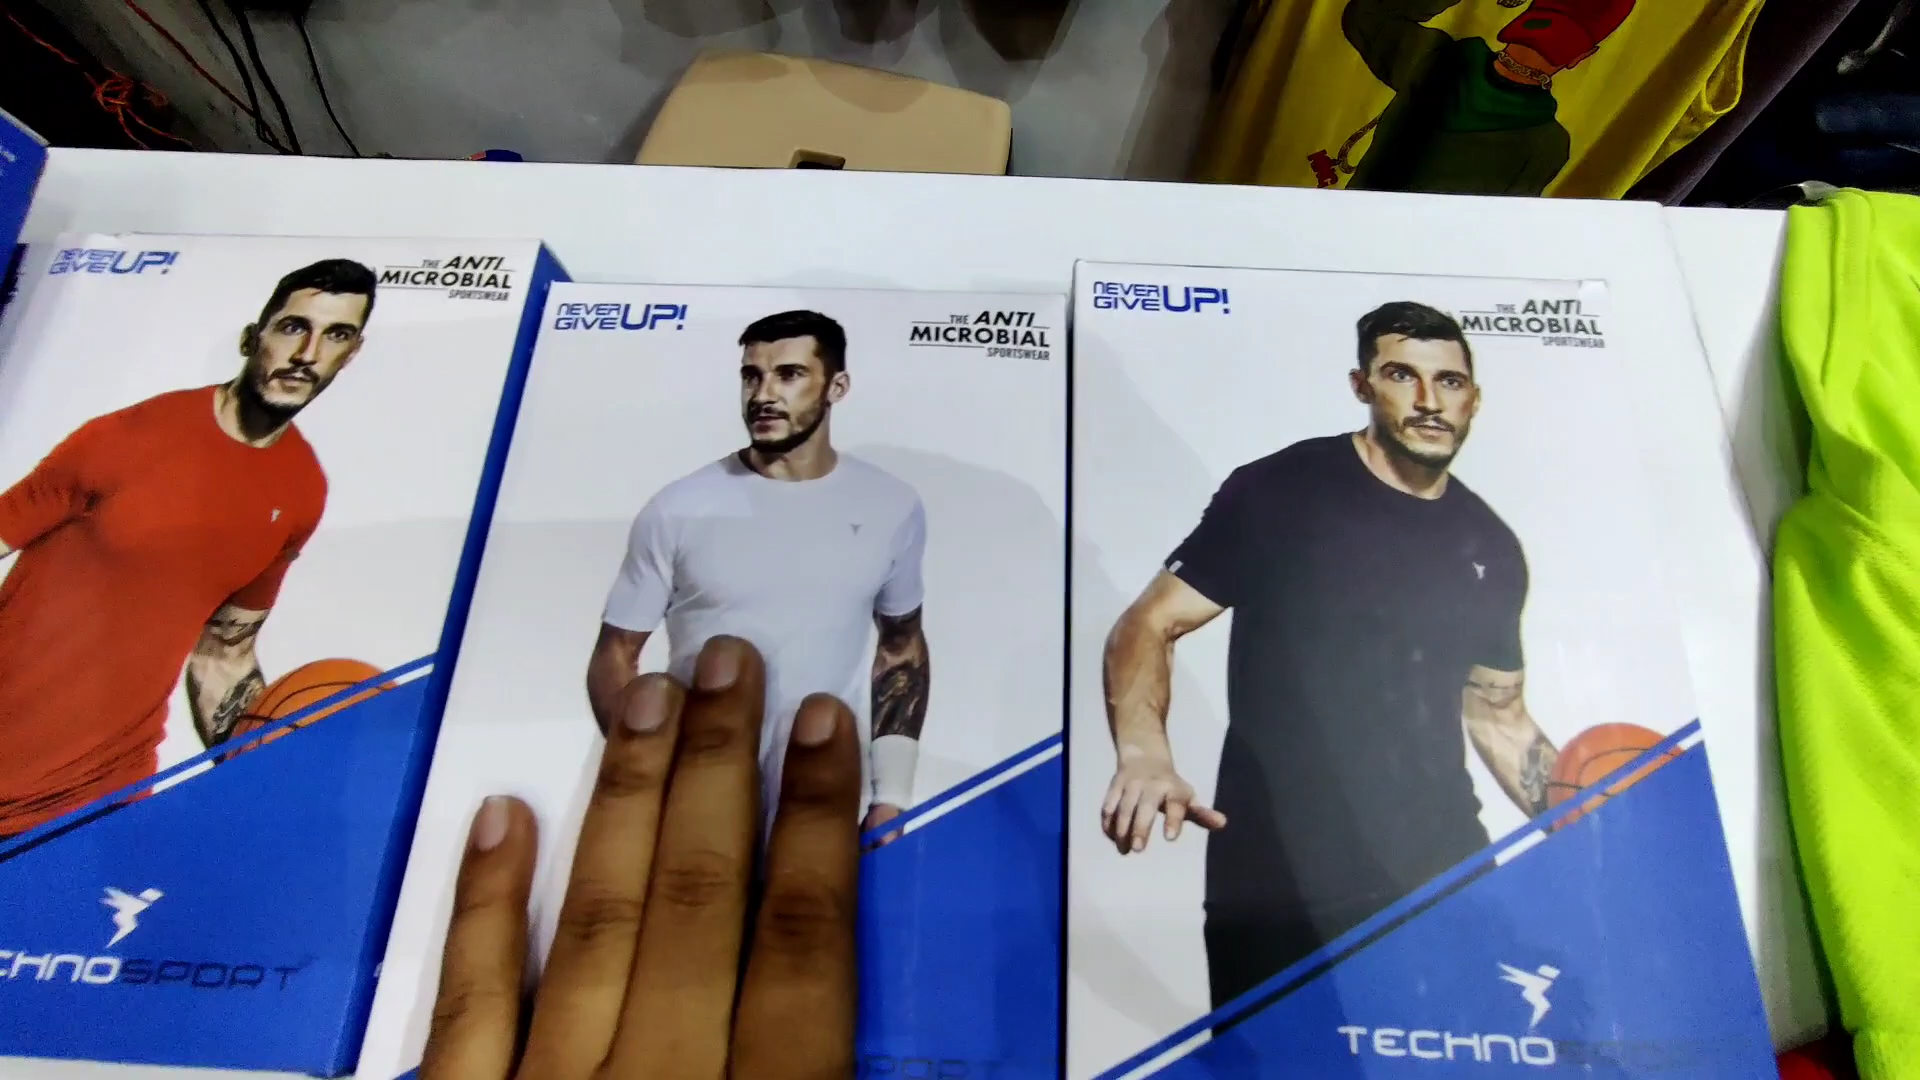 NEVER
GIVE UP!
THE ANTI
MICROBIAL
SPORTSWEAR
CHNOSPORT
NEVER
GIVE UP!
THE ANTI
MICROBIAL
SPORTSWEAR
PORT
NEVER
GIVE UP!
THE ANTI
MICROBIAL
SPORTSWEAR
TECHNO